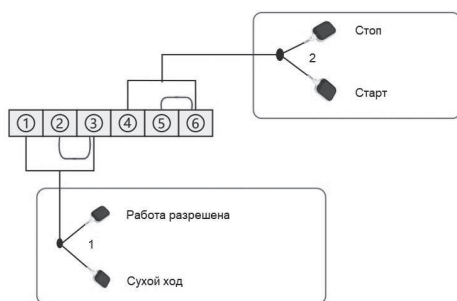 Стоп
2
Старт
① ② ③ ④ ⑤ ⑥
Работа разрешена
1
Сухой ход